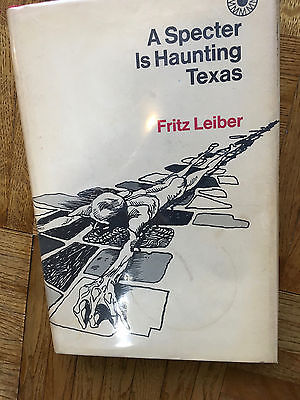 A Specter
Is Haunting
Texas
Fritz Leiber